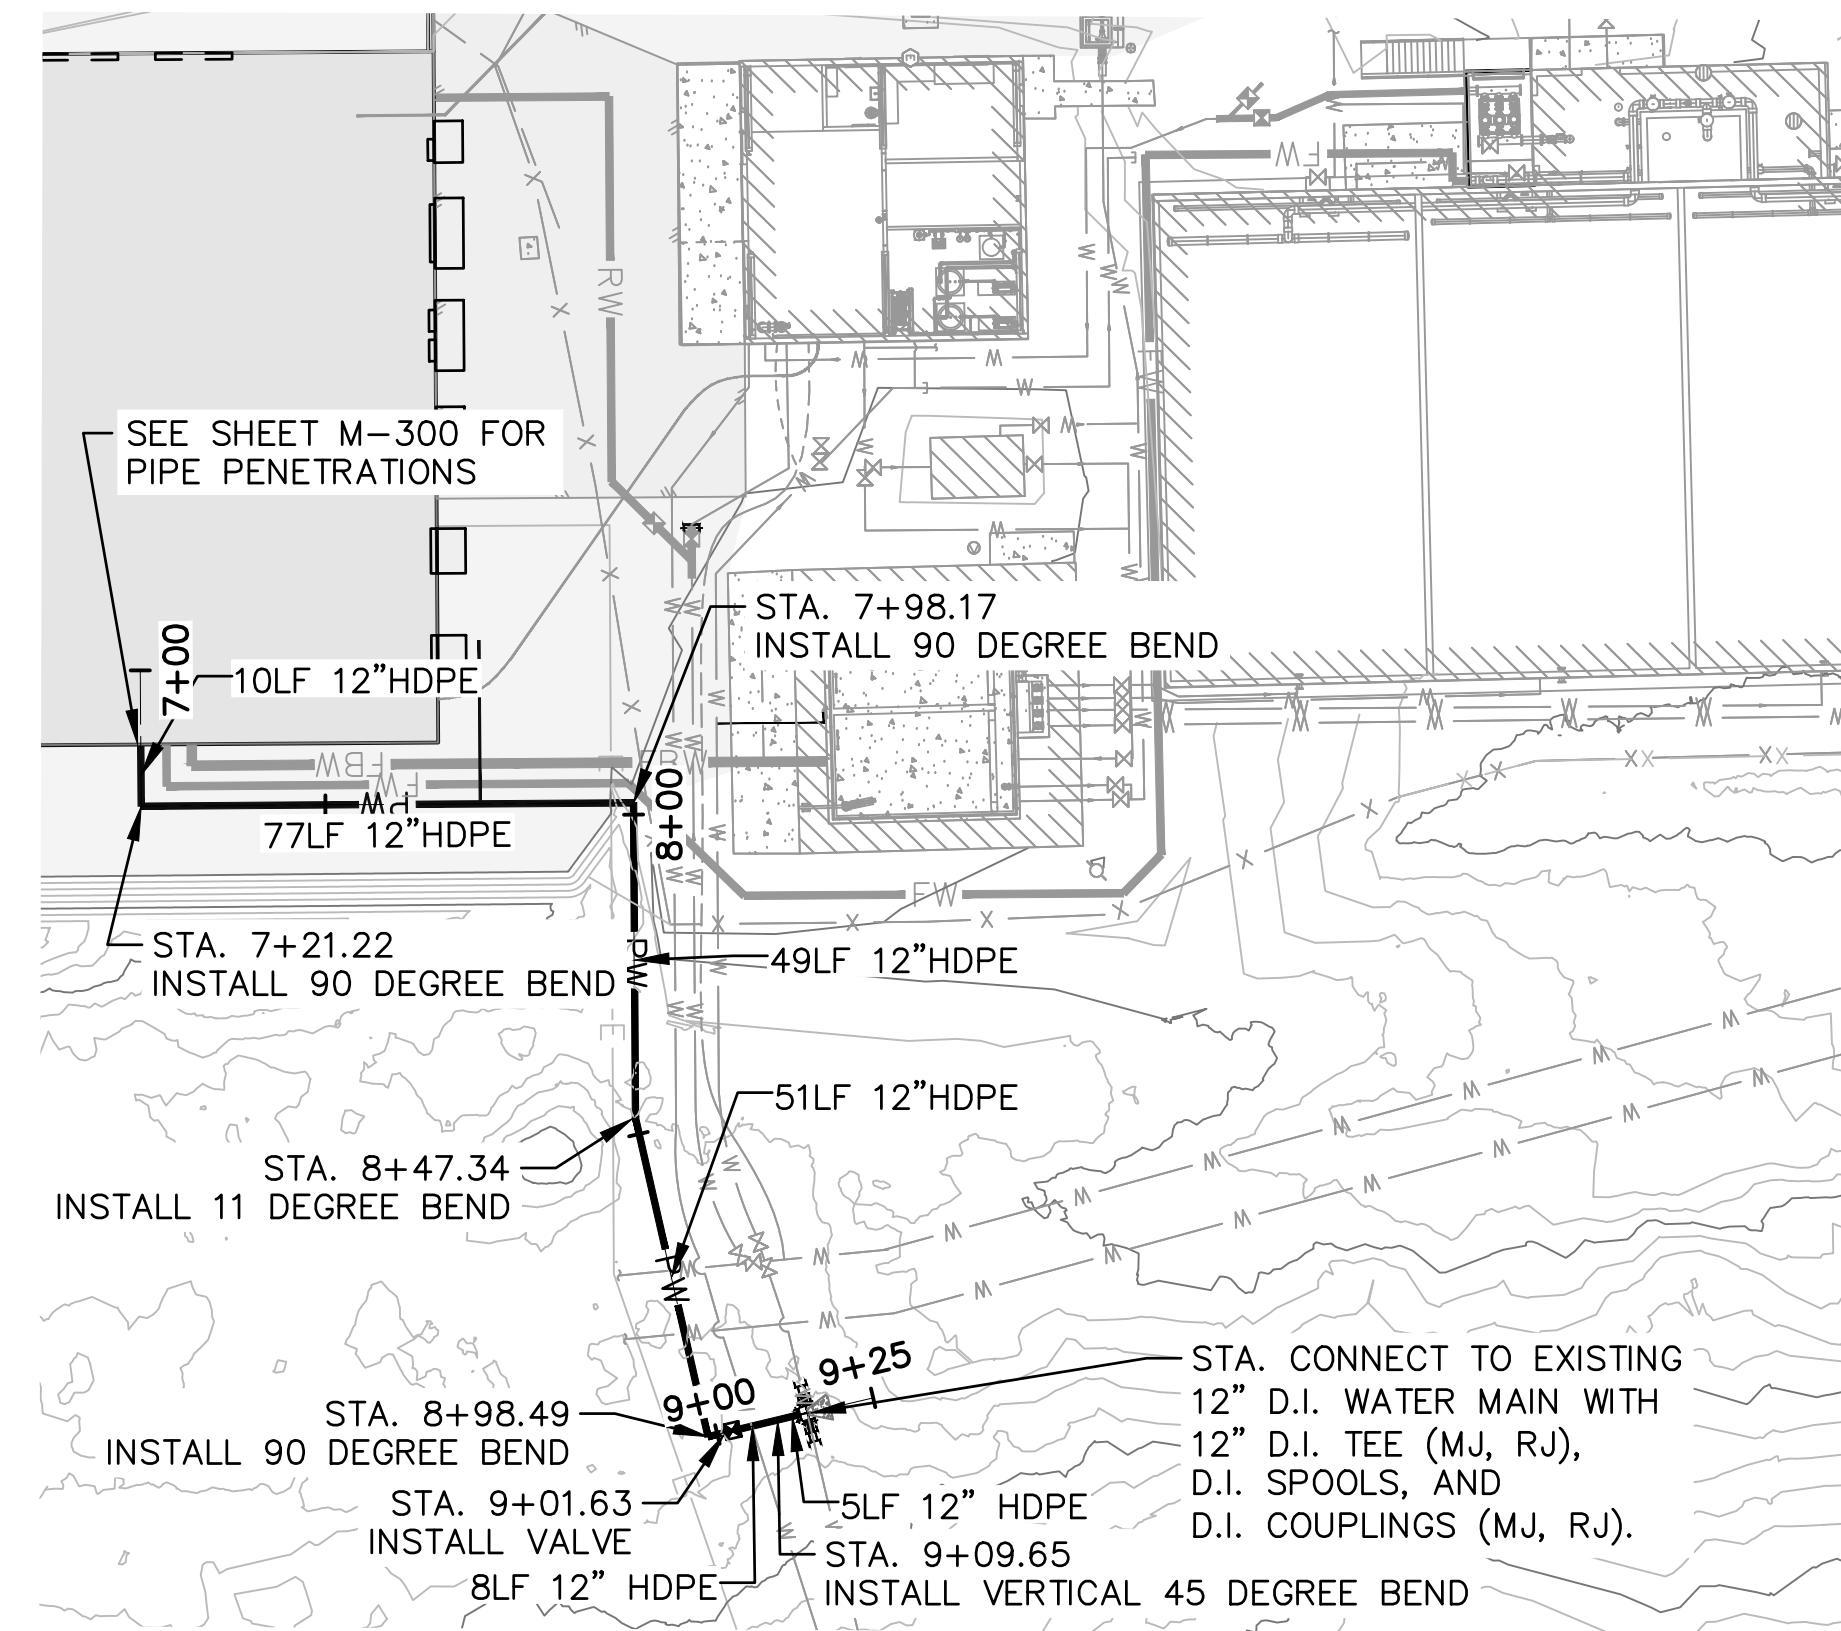 E
FW
RW
W
W
W
W
W
W
W
W
W
W
X
X
X
X
X
SEE SHEET M-300 FOR
PIPE PENETRATIONS
STA. 7+98.17
INSTALL 90 DEGREE BEND
7+00
10LF 12"HDPE
FBW
FBW
FW
PW
77LF 12"HDPE
8+00
FW
X
X
X
X
X
X
STA. 7+21.22
INSTALL 90 DEGREE BEND
PW
49LF 12"HDPE
E
51LF 12"HDPE
W
W
W
W
W
W
STA. 8+47.34
INSTALL 11 DEGREE BEND
W
W
W
W
W
W
PW
9+25
STA. CONNECT TO EXISTING
12" D.I. WATER MAIN WITH
12" D.I. TEE (MJ, RJ),
D.I. SPOOLS, AND
D.I. COUPLINGS (MJ, RJ).
9+00
STA. 8+98.49
INSTALL 90 DEGREE BEND
STA. 9+01.63
INSTALL VALVE
5LF 12" HDPE
STA. 9+09.65
INSTALL VERTICAL 45 DEGREE BEND
8LF 12" HDPE